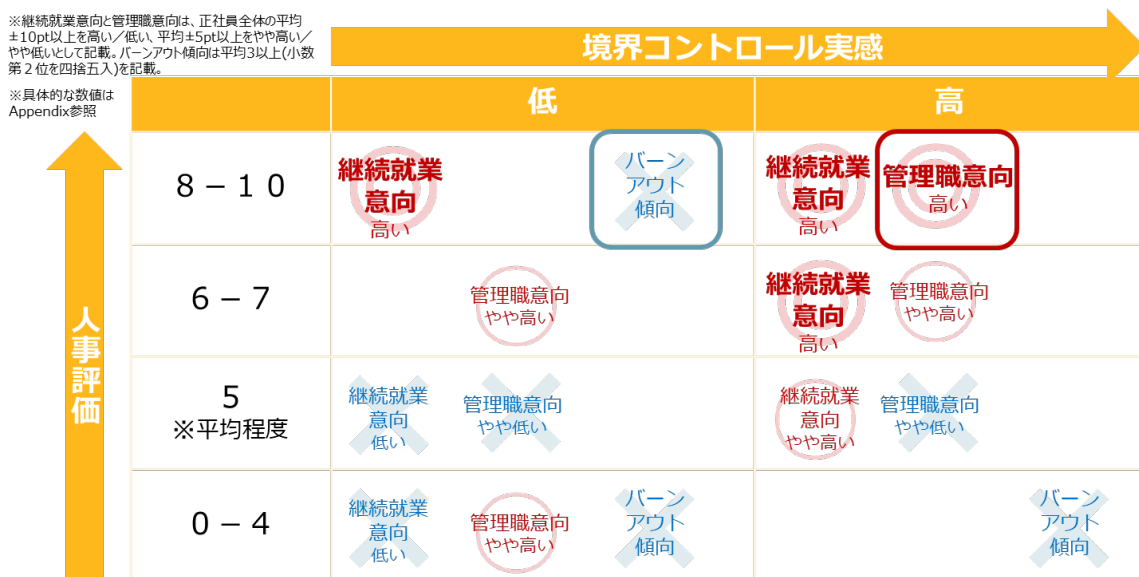 ※継続就業意向と管理職意向は、正社員全体の平均
±10pt以上を高い／低い、平均±5pt以上をやや高い／
やや低いとして記載。バーンアウト傾向は平均3以上(小数
第２位を四捨五入)を記載。
※具体的な数値は
Appendix参照
境界コントロール実感
低
高
人事評価
８－１０
継続就業
意向
高い
バーン
アウト
傾向
継続就業
意向
高い
管理職意向
高い
６－７
管理職意向
やや高い
継続就業
意向
高い
管理職意向
やや高い
５
※平均程度
継続就業
意向
低い
管理職意向
やや低い
継続就業
意向
やや高い
管理職意向
やや低い
０－４
継続就業
意向
低い
管理職意向
やや高い
バーン
アウト
傾向
バーン
アウト
傾向